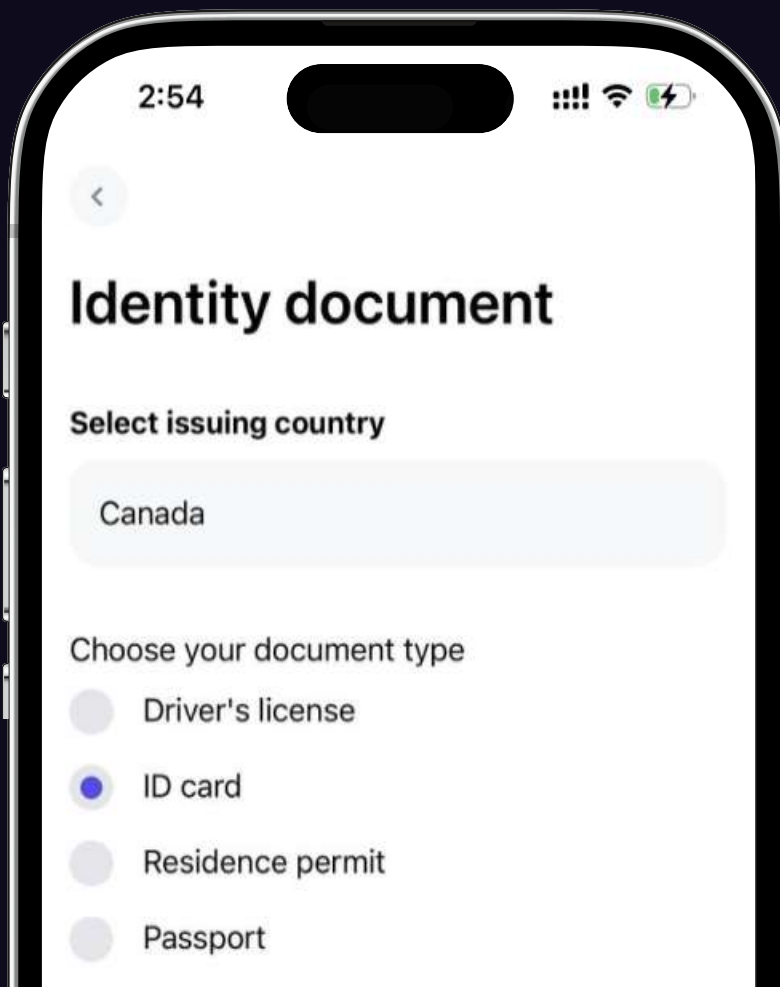 2:54
Identity document
Select issuing country
Canada
Choose your document type
Driver's license
ID card
Residence permit
Passport